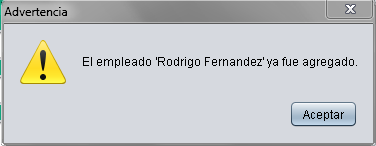 Advertencia
El empleado 'Rodrigo Fernandez' ya fue agregado.
Aceptar